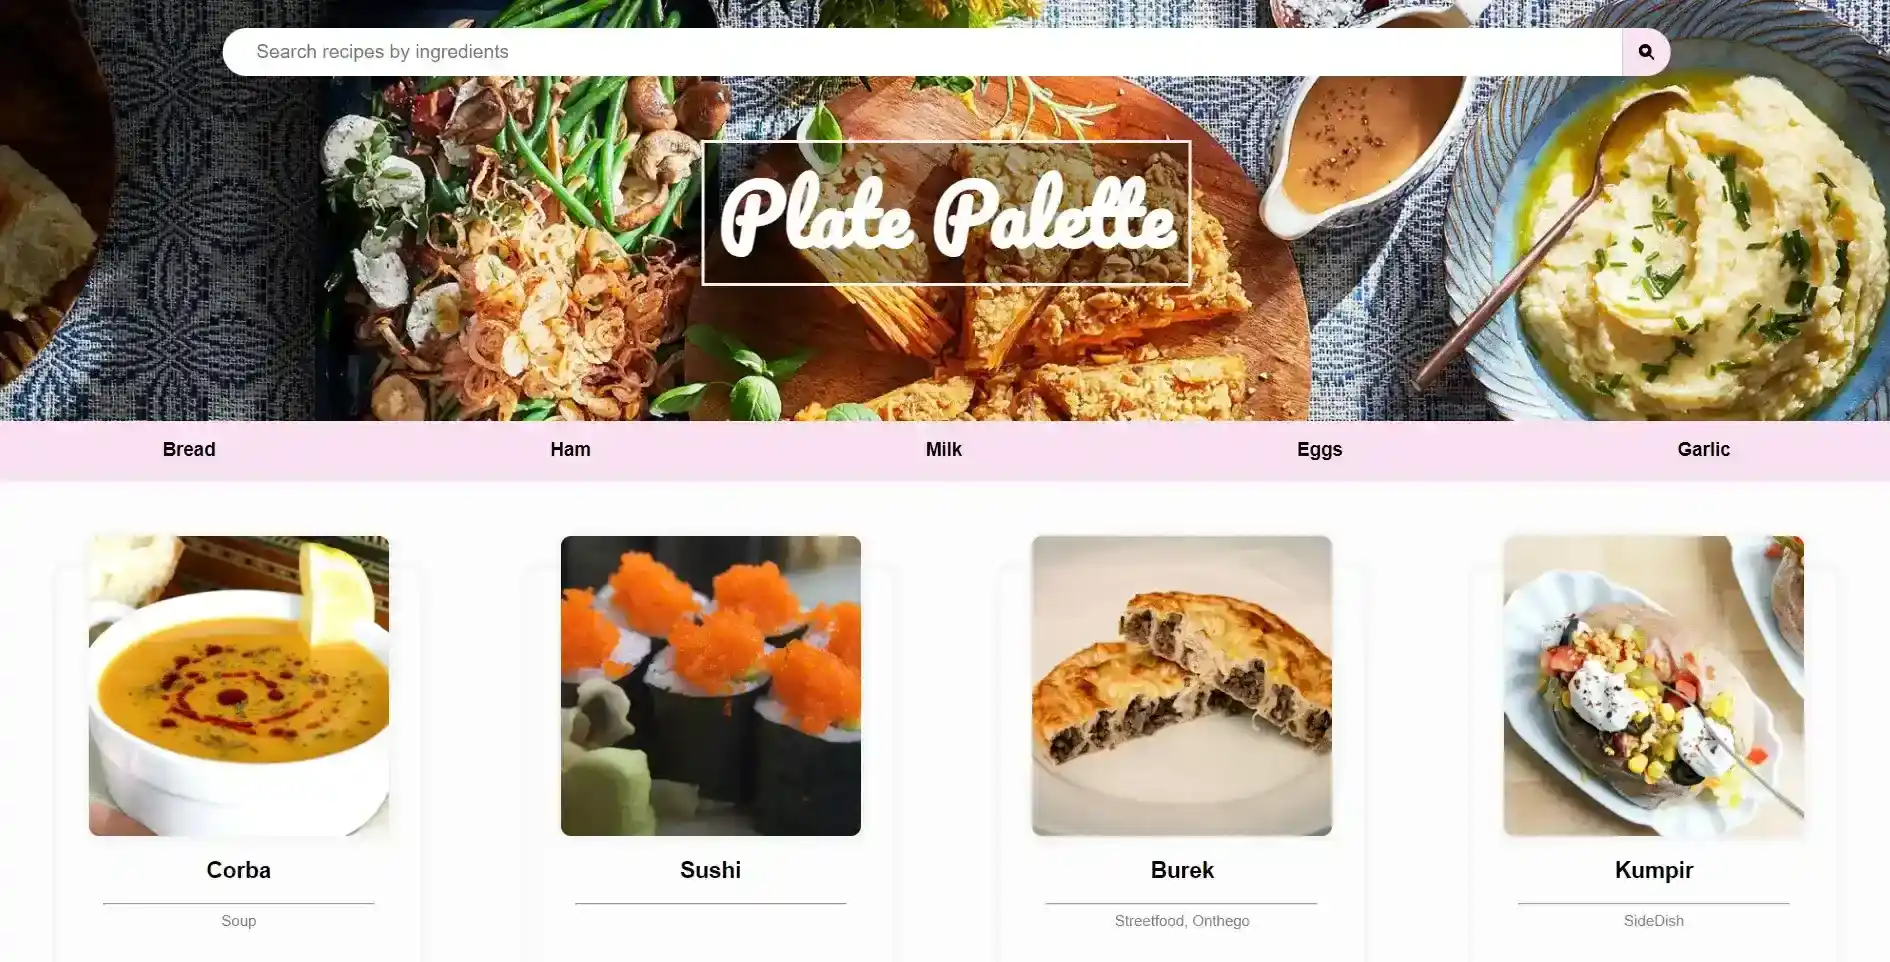 Search recipes by ingredients
Plate Palette
Bread Ham Milk Eggs Garlic
Corba Sushi Burek Kumpir
Soup Streetfood, Onthego SideDish